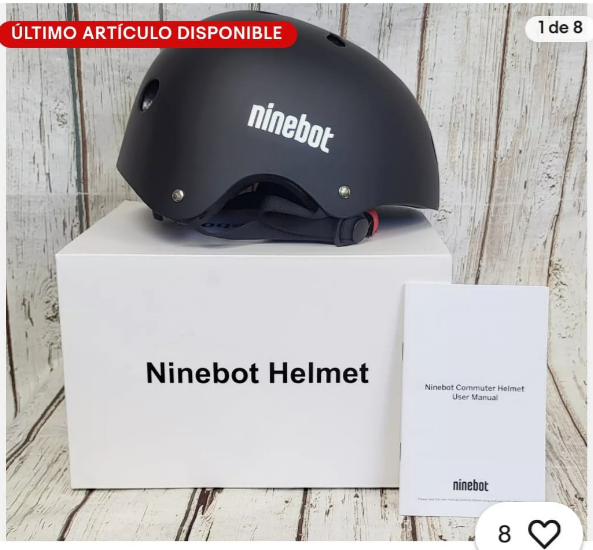 ÚLTIMO ARTÍCULO DISPONIBLE
1 de 8
ninebot
Ninebot Helmet
Ninebot Commuter Helmet
User Manual
ninebot
8